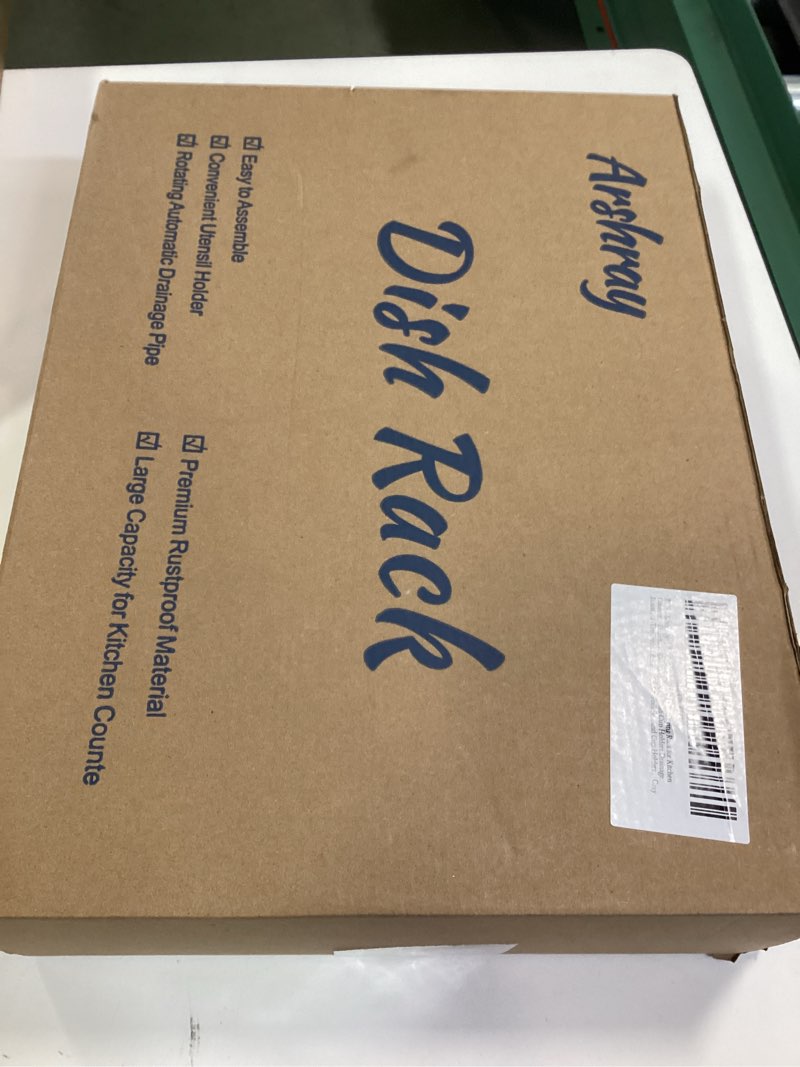 Arshray
Dish Rack
☑ Easy to Assemble
☑ Convenient Utensil Holder
☑ Rotating Automatic Drainage Pipe
☑ Premium Rustproof Material
☑ Large Capacity for Kitchen Counte